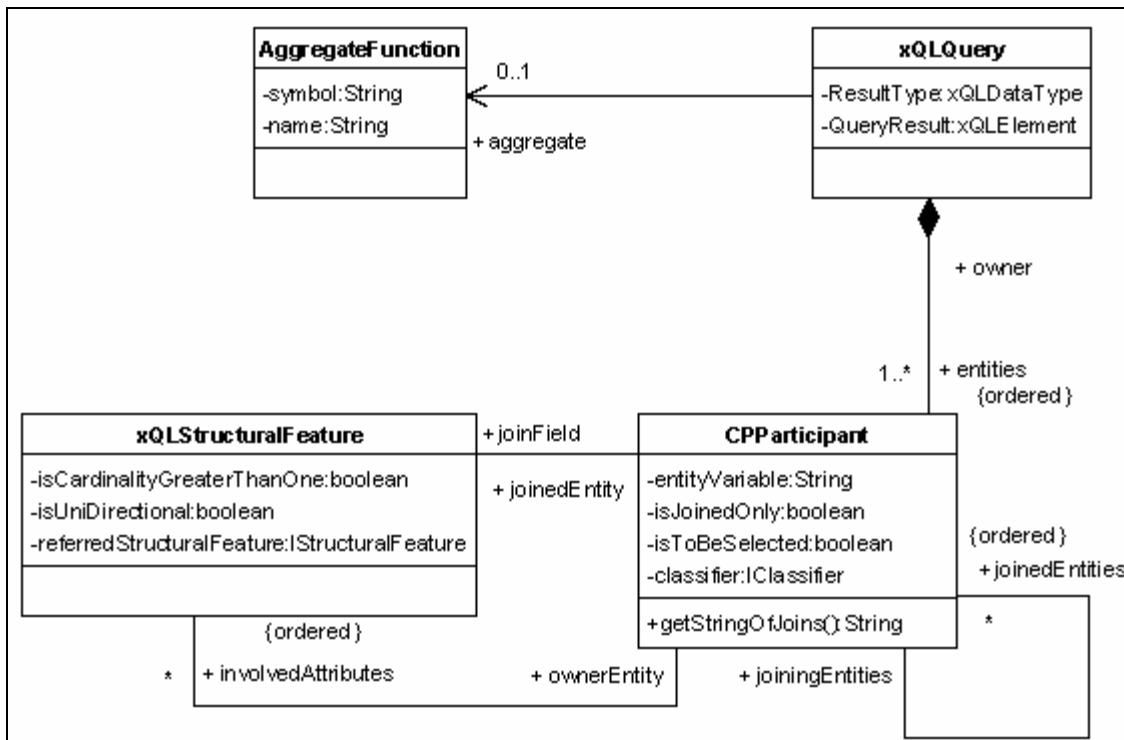 AggregateFunction
-symbol:String
-name:String
0..1
+ aggregate
xQLQuery
-ResultType:xQLDataType
-QueryResult:xQLElement
+ owner
1..*
+ entities
{ordered}
xQLStructuralFeature
-isCardinalityGreaterThanOne:boolean
-isUniDirectional:boolean
-referredStructuralFeature:IStructuralFeature
+joinField
+ joinedEntity
CPParticipant
-entityVariable:String
-isJoinedOnly:boolean
-isToBeSelected:boolean
-classifier:IClassifier
+getStringOfJoins():String
{ordered}
+joinedEntities
*
{ordered}
*
+ involvedAttributes
+ ownerEntity
+ joiningEntities